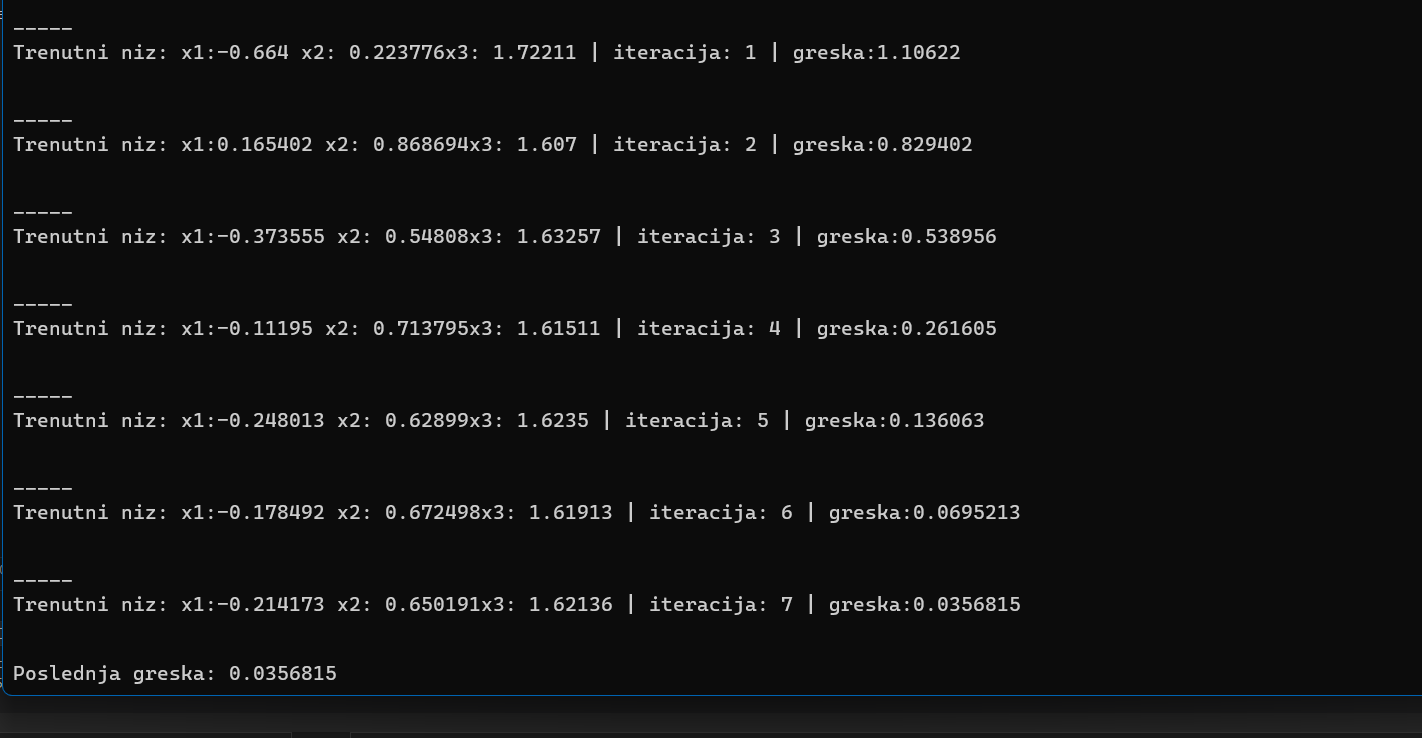 -----
Trenutni niz: x1:-0.664 x2: 0.223776x3: 1.72211 | iteracija: 1 | greska:1.10622
-----
Trenutni niz: x1:0.165402 x2: 0.868694x3: 1.607 | iteracija: 2 | greska:0.829402
-----
Trenutni niz: x1:-0.373555 x2: 0.54808x3: 1.63257 | iteracija: 3 | greska:0.538956
-----
Trenutni niz: x1:-0.11195 x2: 0.713795x3: 1.61511 | iteracija: 4 | greska:0.261605
-----
Trenutni niz: x1:-0.248013 x2: 0.62899x3: 1.6235 | iteracija: 5 | greska:0.136063
-----
Trenutni niz: x1:-0.178492 x2: 0.672498x3: 1.61913 | iteracija: 6 | greska:0.0695213
-----
Trenutni niz: x1:-0.214173 x2: 0.650191x3: 1.62136 | iteracija: 7 | greska:0.0356815
Poslednja greska: 0.0356815